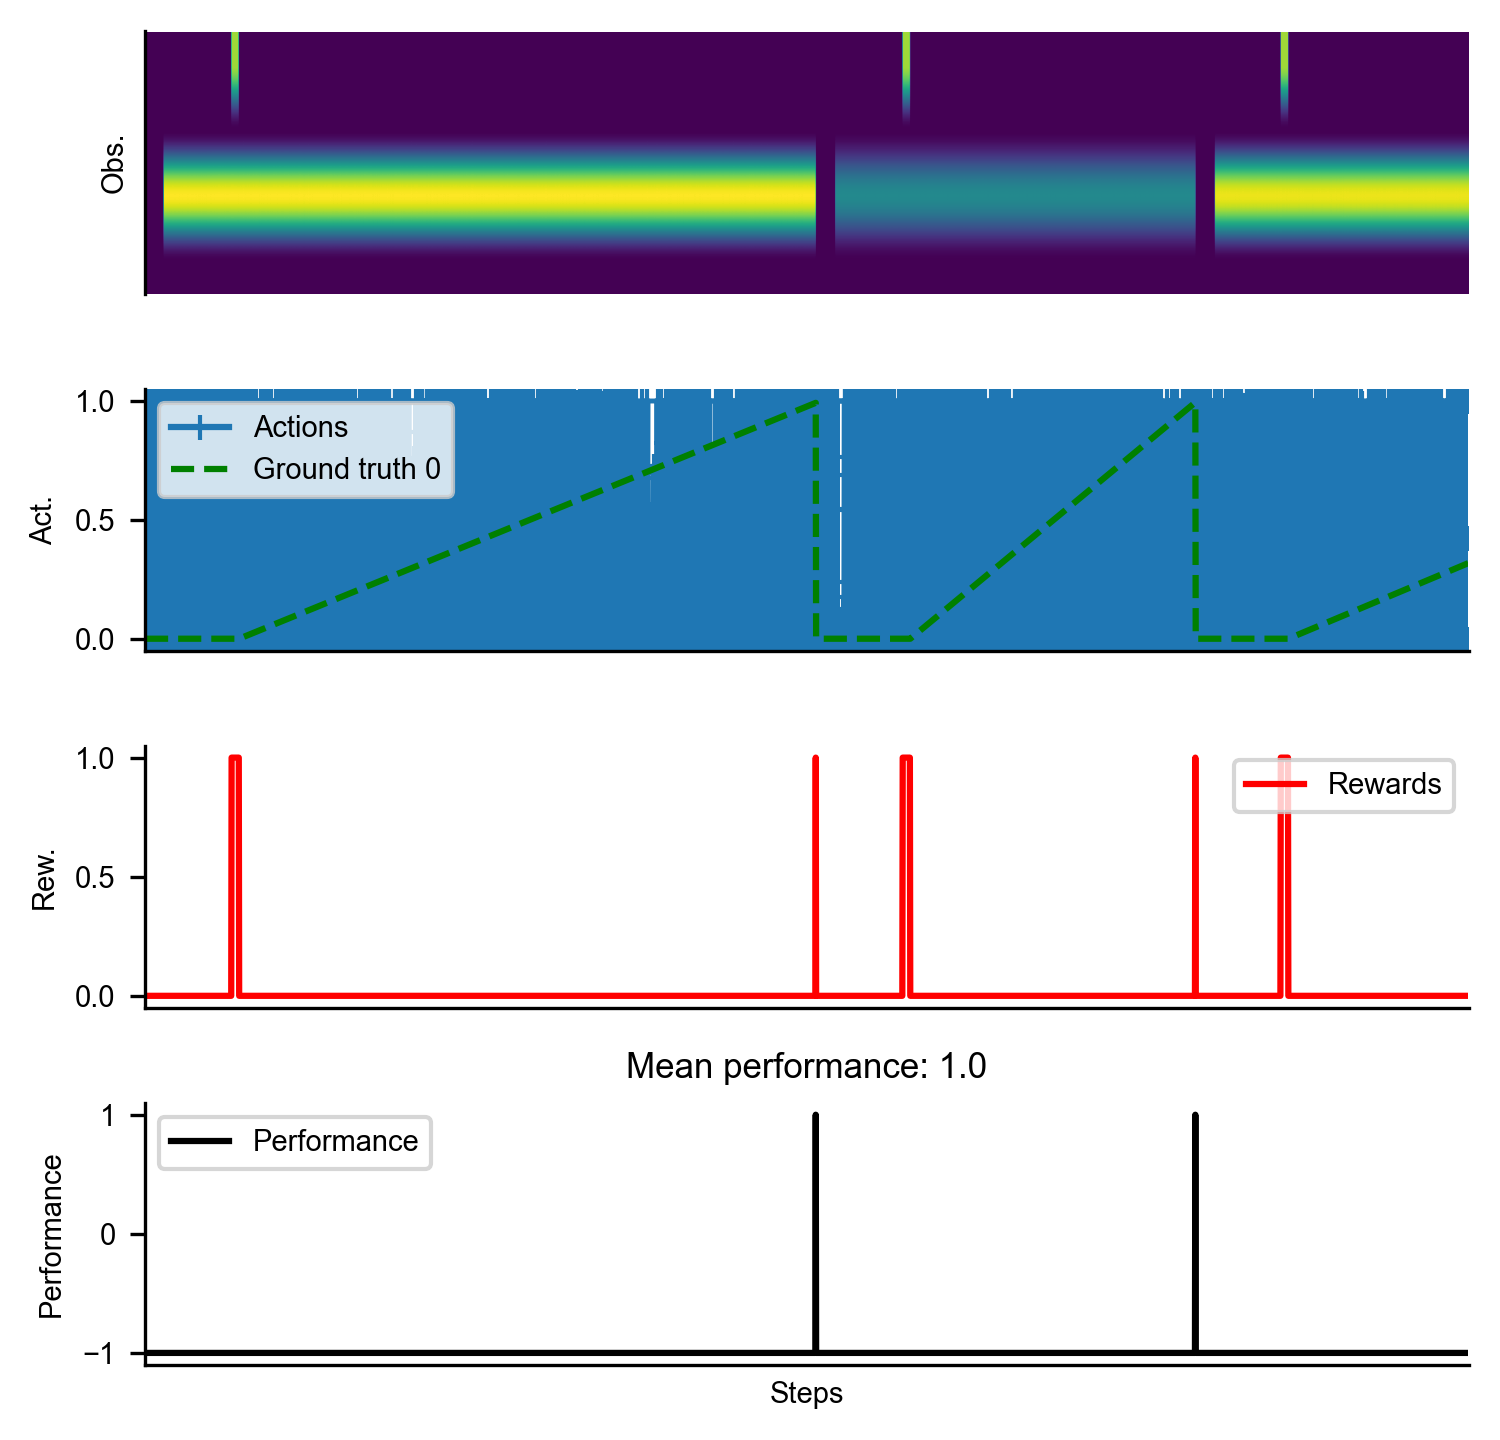 Obs.
1.0
0.5
0.0
Act.
Actions
Ground truth 0
1.0
0.5
0.0
Rew.
Rewards
Mean performance: 1.0
1
0
−1
Performance
Performance
Steps